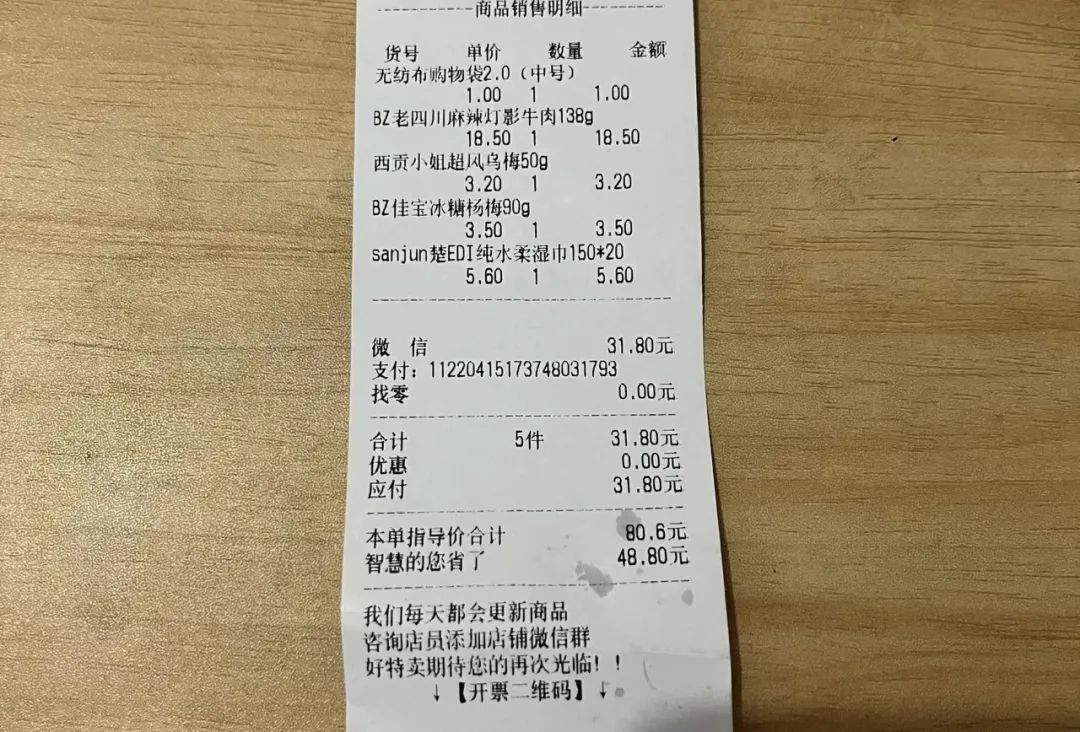 商品销售明细
货号 单价 数量 金额
无纺布购物袋2.0（中号）
1.00 1 1.00
BZ老四川麻辣灯影牛肉138g
18.50 1 18.50
西贡小姐超风乌梅50g
3.20 1 3.20
BZ佳宝冰糖杨梅90g
3.50 1 3.50
sanjun楚EDI纯水柔湿巾150*20
5.60 1 5.60
微 信 31.80元
支付：11220415173748031793
找零 0.00元
合计 5件 31.80元
优惠 0.00元
应付 31.80元
本单指导价合计 80.6元
智慧的您省了 48.80元
我们每天都会更新商品
咨询店员添加店铺微信群
好特卖期待您的再次光临！！
↓【开票二维码】↓